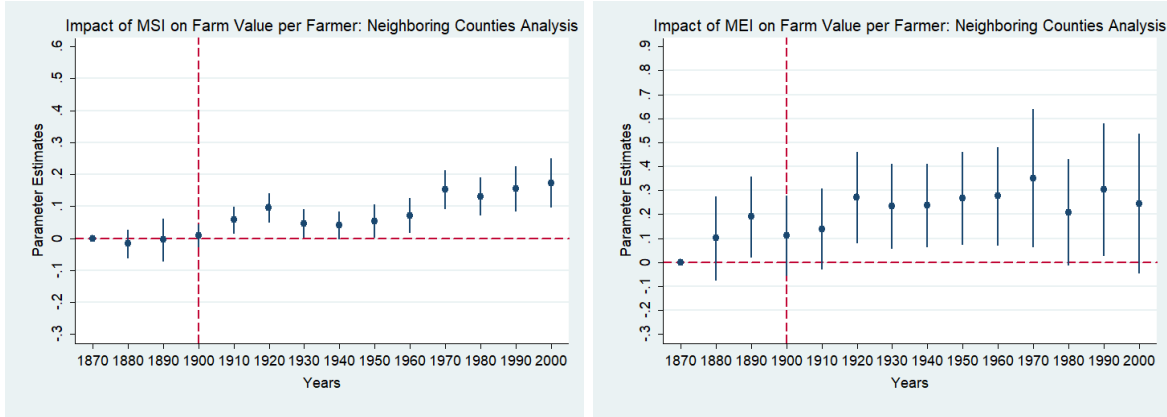 Impact of MSI on Farm Value per Farmer: Neighboring Counties Analysis
Parameter Estimates
.6
.5
.4
.3
.2
.1
0
-.1
-.2
-.3
1870 1880 1890 1900 1910 1920 1930 1940 1950 1960 1970 1980 1990 2000
Years
Impact of MEI on Farm Value per Farmer: Neighboring Counties Analysis
Parameter Estimates
.9
.8
.7
.6
.5
.4
.3
.2
.1
0
-.1
-.2
-.3
1870 1880 1890 1900 1910 1920 1930 1940 1950 1960 1970 1980 1990 2000
Years